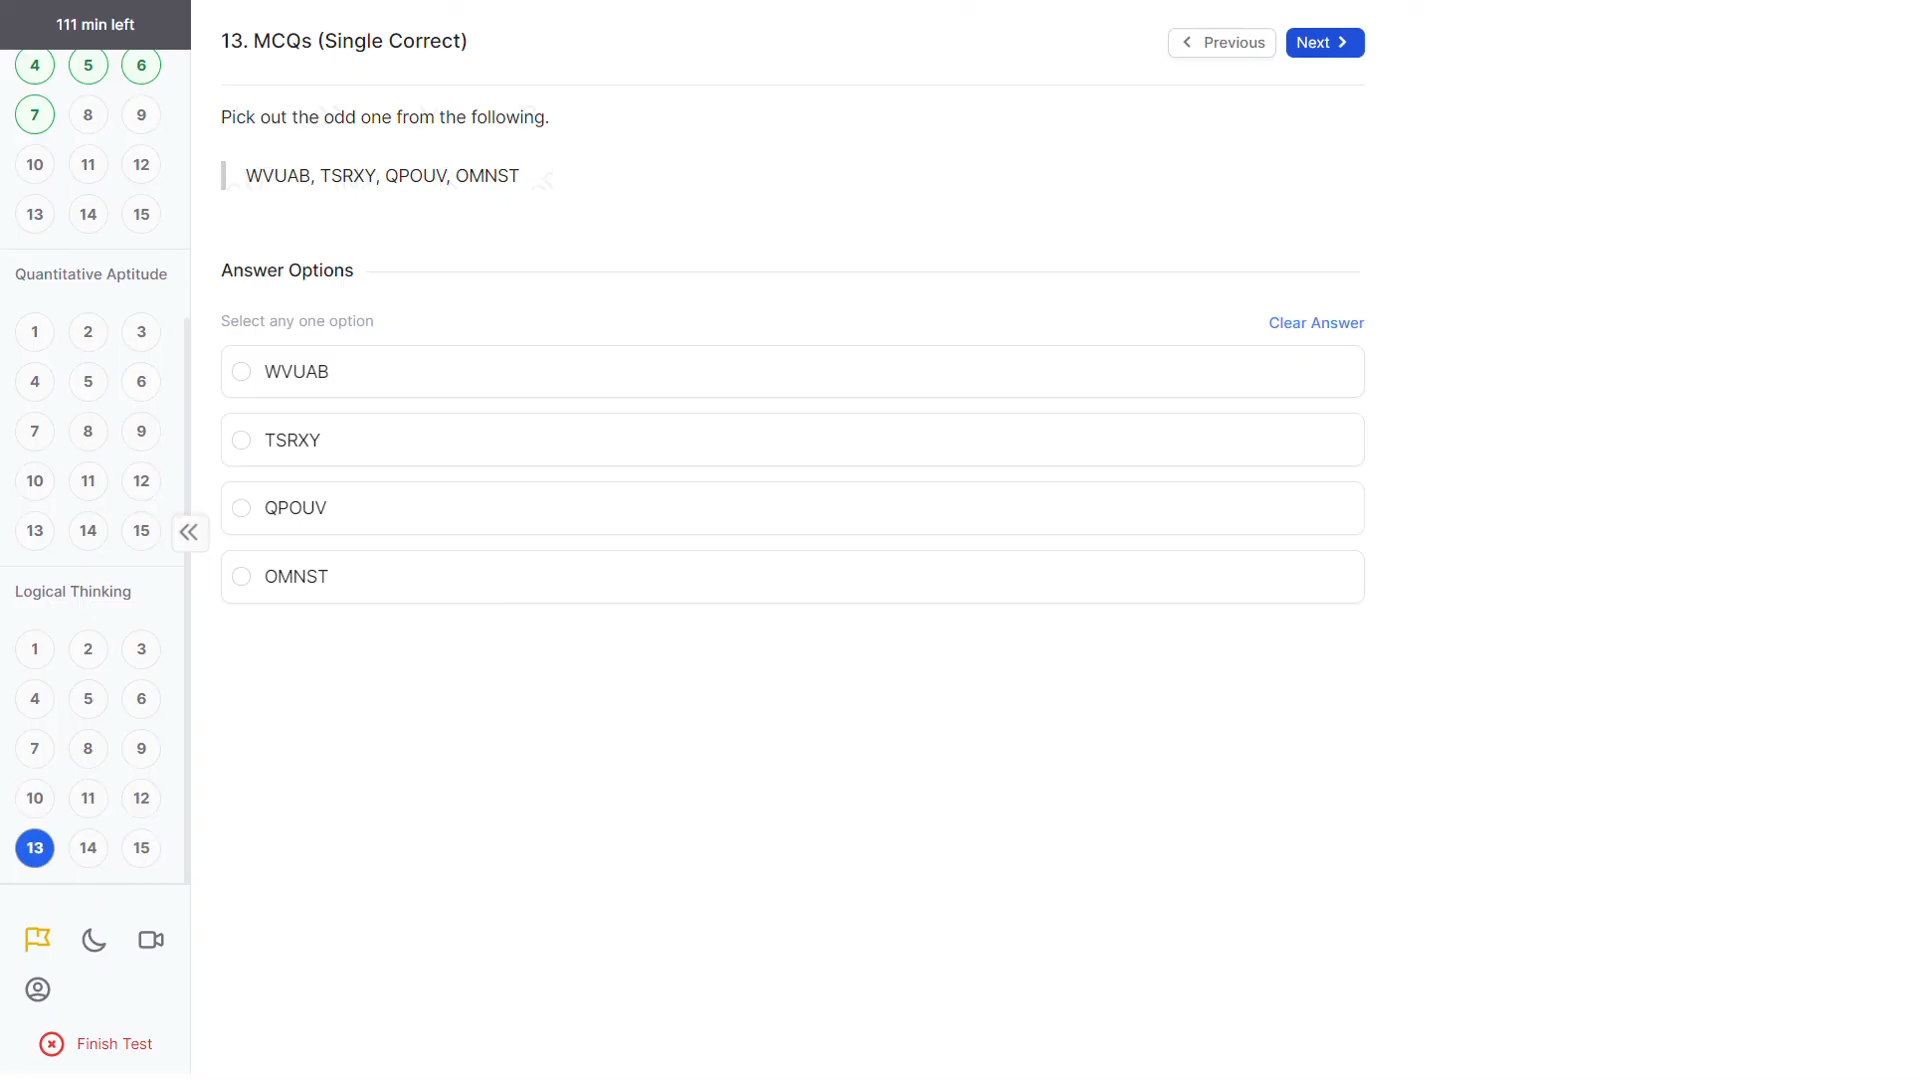 111 min left
4 5 6
7 8 9
10 11 12
13 14 15
Quantitative Aptitude
1 2 3
4 5 6
7 8 9
10 11 12
13 14 15
Logical Thinking
1 2 3
4 5 6
7 8 9
10 11 12
13 14 15
Finish Test
13. MCQs (Single Correct)
Previous
Next
Pick out the odd one from the following.
WVUAB, TSRXY, QPOUV, OMNST
Answer Options
Select any one option
Clear Answer
WVUAB
TSRXY
QPOUV
OMNST